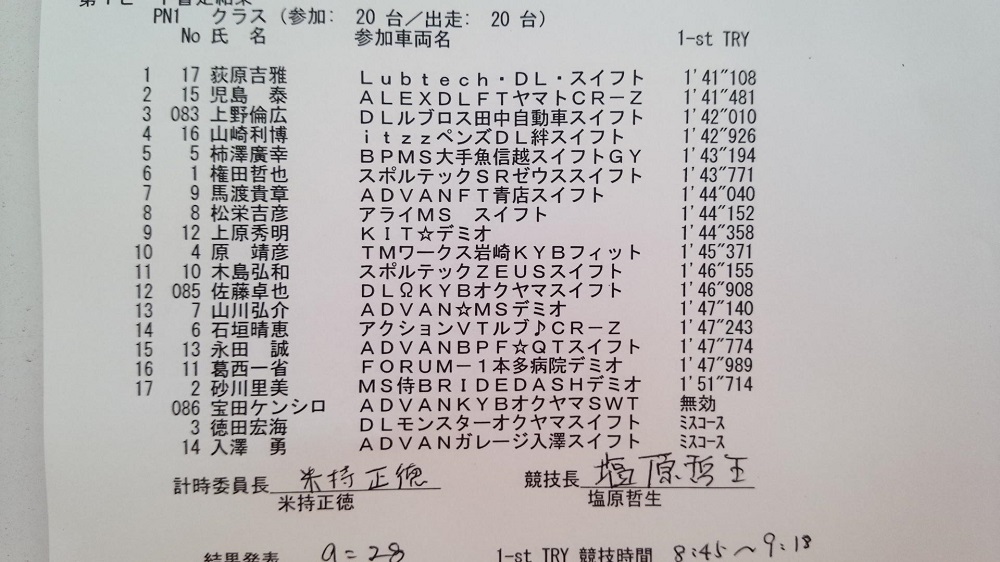 第1ヒート暫定結果
PN1 クラス (参加: 20 台/出走: 20 台)
No 氏 名 参加車両名 1-st TRY
1 17 荻原吉雅 Lubtech・DL・スイフト 1'41"108
2 15 児島 泰 ALEXDLFTヤマトCR-Z 1'41"481
3 083 上野倫広 DLルブロス田中自動車スイフト 1'42"010
4 16 山崎利博 itzzペンズDL絆スイフト 1'42"926
5 5 柿澤廣幸 BPMS大手魚信越スイフトGY 1'43"194
6 1 権田哲也 スポルテックSRゼウススイフト 1'43"771
7 9 馬渡貴章 ADVANFT青店スイフト 1'44"040
8 8 松栄吉彦 アライMS スイフト 1'44"152
9 12 上原秀明 KIT☆デミオ 1'44"358
10 4 原 靖彦 TMワークス岩崎KYBフィット 1'45"371
11 10 木島弘和 スポルテックZEUSスイフト 1'46"155
12 085 佐藤卓也 DLΩKYBオクヤマスイフト 1'46"908
13 7 山川弘介 ADVAN☆MSデミオ 1'47"140
14 6 石垣晴恵 アクションVTルブ♪CR-Z 1'47"243
15 13 永田 誠 ADVANBPF☆QTスイフト 1'47"774
16 11 葛西一省 FORUM-1本多病院デミオ 1'47"989
17 2 砂川里美 MS侍BRIDEDASHデミオ 1'51"714
086 宝田ケンシロ ADVANKYBオクヤマSWT 無効
3 徳田宏海 DLモンスターオクヤマスイフト ミスコース
14 入澤 勇 ADVANガレージ入澤スイフト ミスコース
計時委員長 米持正徳 競技長 塩原哲生
米持正徳 塩原哲生
結果発表 9=28 1-st TRY 競技時間 8:45~9:18